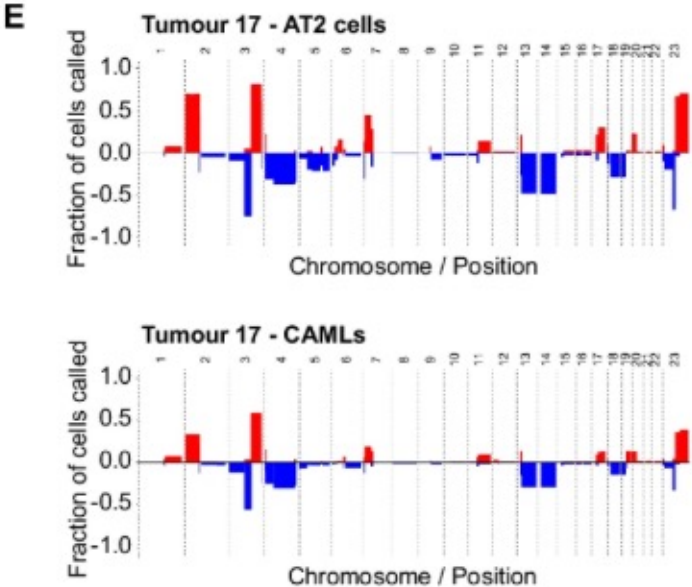 E
Tumour 17 - AT2 cells
1 2 3 4 5 6 7 8 9 10 11 12 13 14 15 16 17 18 19 20 21 22 23
Fraction of cells called
1.0
0.5
0.0
-0.5
-1.0
Chromosome / Position
Tumour 17 - CAMLs
1 2 3 4 5 6 7 8 9 10 11 12 13 14 15 16 17 18 19 20 21 22 23
Fraction of cells called
1.0
0.5
0.0
-0.5
-1.0
Chromosome / Position